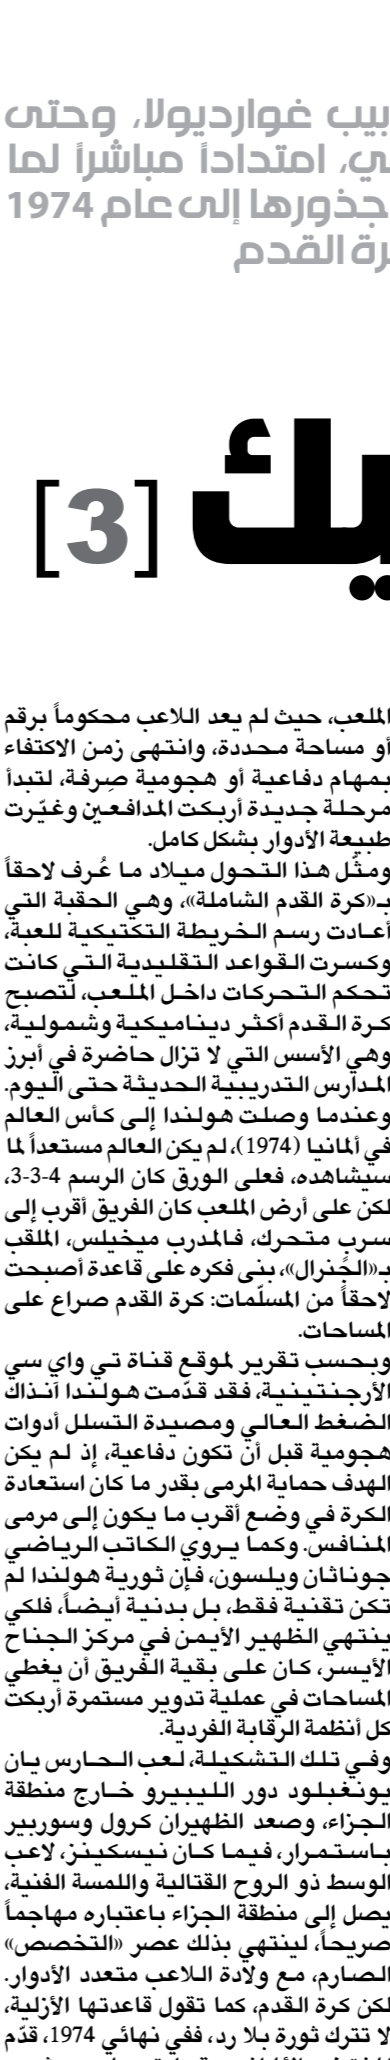 بيب غوارديولا، وحتى
ـي، امتداداً مباشراً لما
جذورها إلى عام 1974
رة القدم
يك [3]
الملعب، حيث لم يعد اللاعب محكوماً برقم
أو مساحة محددة، وانتهى زمن الاكتفاء
بمهام دفاعية أو هجومية صِرفة، لتبدأ
مرحلة جديدة أربكت المدافعين وغيّرت
طبيعة الأدوار بشكل كامل.
ومثّل هذا التحول ميلاد ما عُرف لاحقاً
بـ«كرة القدم الشاملة»، وهي الحقبة التي
أعادت رسم الخريطة التكتيكية للعبة،
وكسرت القواعد التقليدية التي كانت
تحكم التحركات داخل الملعب، لتصبح
كرة القدم أكثر ديناميكية وشمولية،
وهي الأسس التي لا تزال حاضرة في أبرز
المدارس التدريبية الحديثة حتى اليوم.
وعندما وصلت هولندا إلى كأس العالم
في ألمانيا (1974)، لم يكن العالم مستعداً لما
سيشاهده، فعلى الورق كان الرسم 4-3-3،
لكن على أرض الملعب كان الفريق أقرب إلى
سرب متحرك، فالمدرب ميخيلس، الملقب
بـ«الجُنرال»، بنى فكره على قاعدة أصبحت
لاحقاً من المسلّمات: كرة القدم صراع على
المساحات.
وبحسب تقرير لموقع قناة تي واي سي
الأرجنتينية، فقد قدّمت هولندا آنذاك
الضغط العالي ومصيدة التسلل أدوات
هجومية قبل أن تكون دفاعية، إذ لم يكن
الهدف حماية المرمى بقدر ما كان استعادة
الكرة في وضع أقرب ما يكون إلى مرمى
المنافس. وكما يروي الكاتب الرياضي
جوناثان ويلسون، فإن ثورية هولندا لم
تكن تقنية فقط، بل بدنية أيضاً، فلكي
ينتهي الظهير الأيمن في مركز الجناح
الأيسر، كان على بقية الفريق أن يغطي
المساحات في عملية تدوير مستمرة أربكت
كل أنظمة الرقابة الفردية.
وفي تلك التشكيلة، لعب الحارس يان
يونغبلود دور الليبيرو خارج منطقة
الجزاء، وصعد الظهيران كرول وسوربير
باستمرار، فيما كان نيسكينز، لاعب
الوسط ذو الروح القتالية واللمسة الفنية،
يصل إلى منطقة الجزاء باعتباره مهاجماً
صريحاً، لينتهي بذلك عصر «التخصص»
الصارم، مع ولادة اللاعب متعدد الأدوار.
لكن كرة القدم، كما تقول قاعدتها الأزلية،
لا تترك ثورة بلا رد، ففي نهائي 1974، قدّم